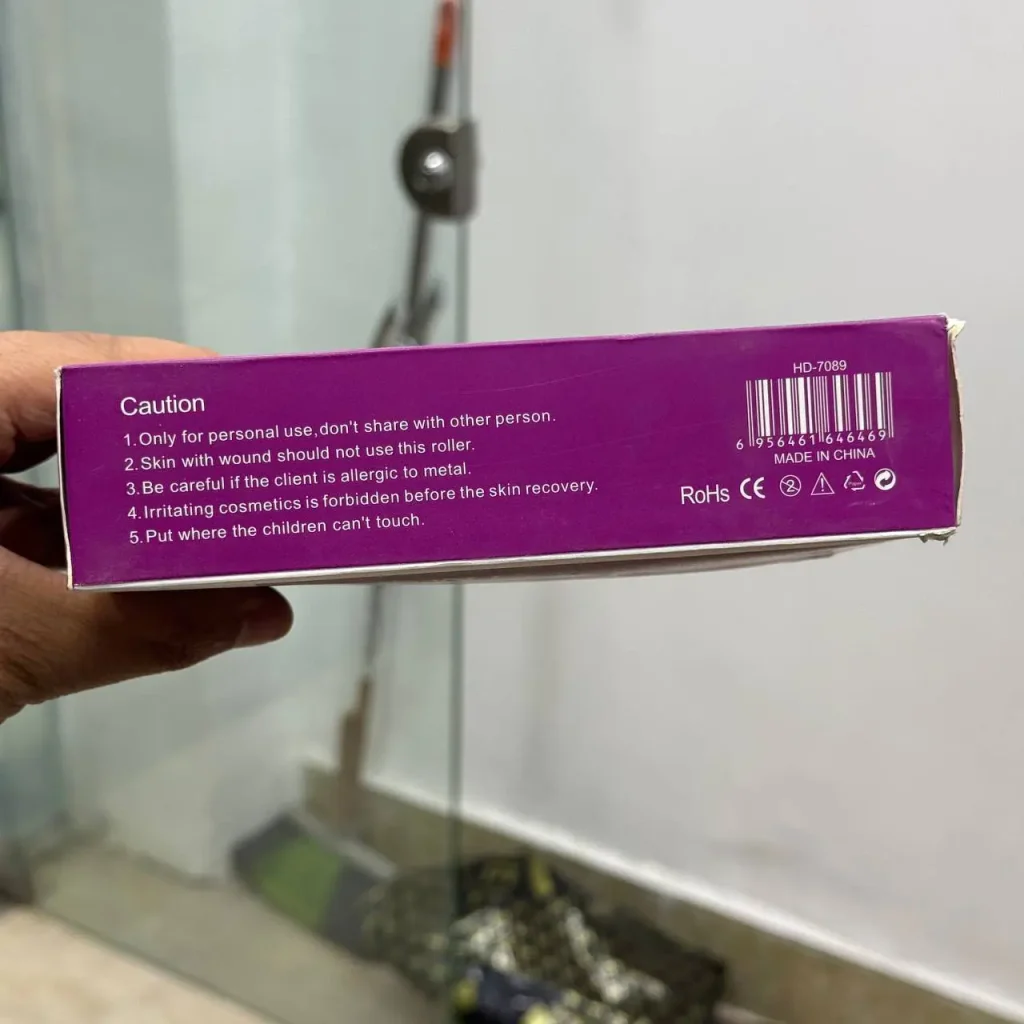 Caution
1.Only for personal use,don't share with other person.
2.Skin with wound should not use this roller.
3.Be careful if the client is allergic to metal.
4.Irritating cosmetics is forbidden before the skin recovery.
5.Put where the children can't touch.
HD-7089
6 956461 646469
MADE IN CHINA
RoHs CE 2